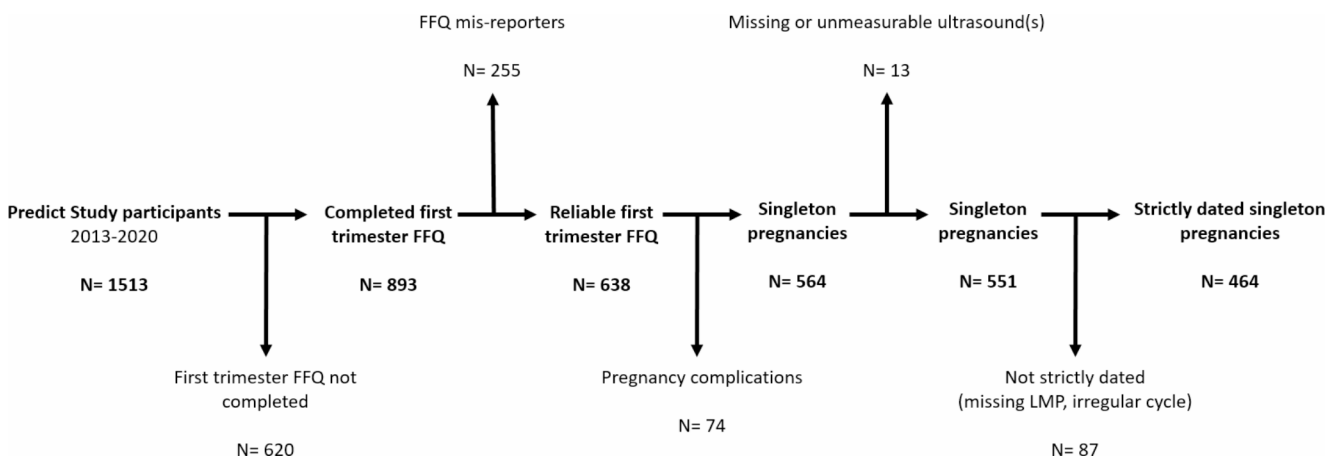 FFQ mis-reporters
N= 255
Missing or unmeasurable ultrasound(s)
N= 13
Predict Study participants
2013-2020
N= 1513
Completed first
trimester FFQ
N= 893
Reliable first
trimester FFQ
N= 638
Singleton
pregnancies
N= 564
Singleton
pregnancies
N= 551
Strictly dated singleton
pregnancies
N= 464
First trimester FFQ not
completed
N= 620
Pregnancy complications
N= 74
Not strictly dated
(missing LMP, irregular cycle)
N= 87